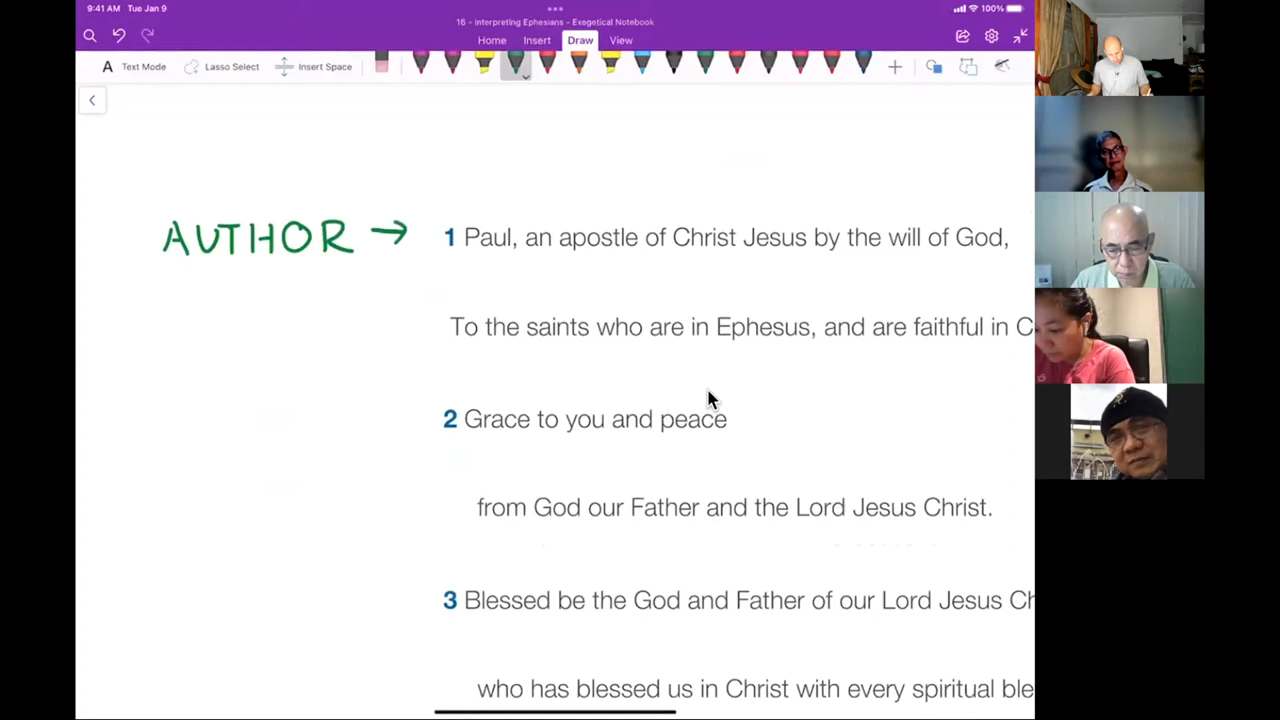 9:41 AM Tue Jan 9
100%
16 - Interpreting Ephesians - Exegetical Notebook
Home Insert Draw View
A Text Mode Lasso Select Insert Space
AUTHOR → 1 Paul, an apostle of Christ Jesus by the will of God,
To the saints who are in Ephesus, and are faithful in C
2 Grace to you and peace
from God our Father and the Lord Jesus Christ.
3 Blessed be the God and Father of our Lord Jesus Ch
who has blessed us in Christ with every spiritual ble